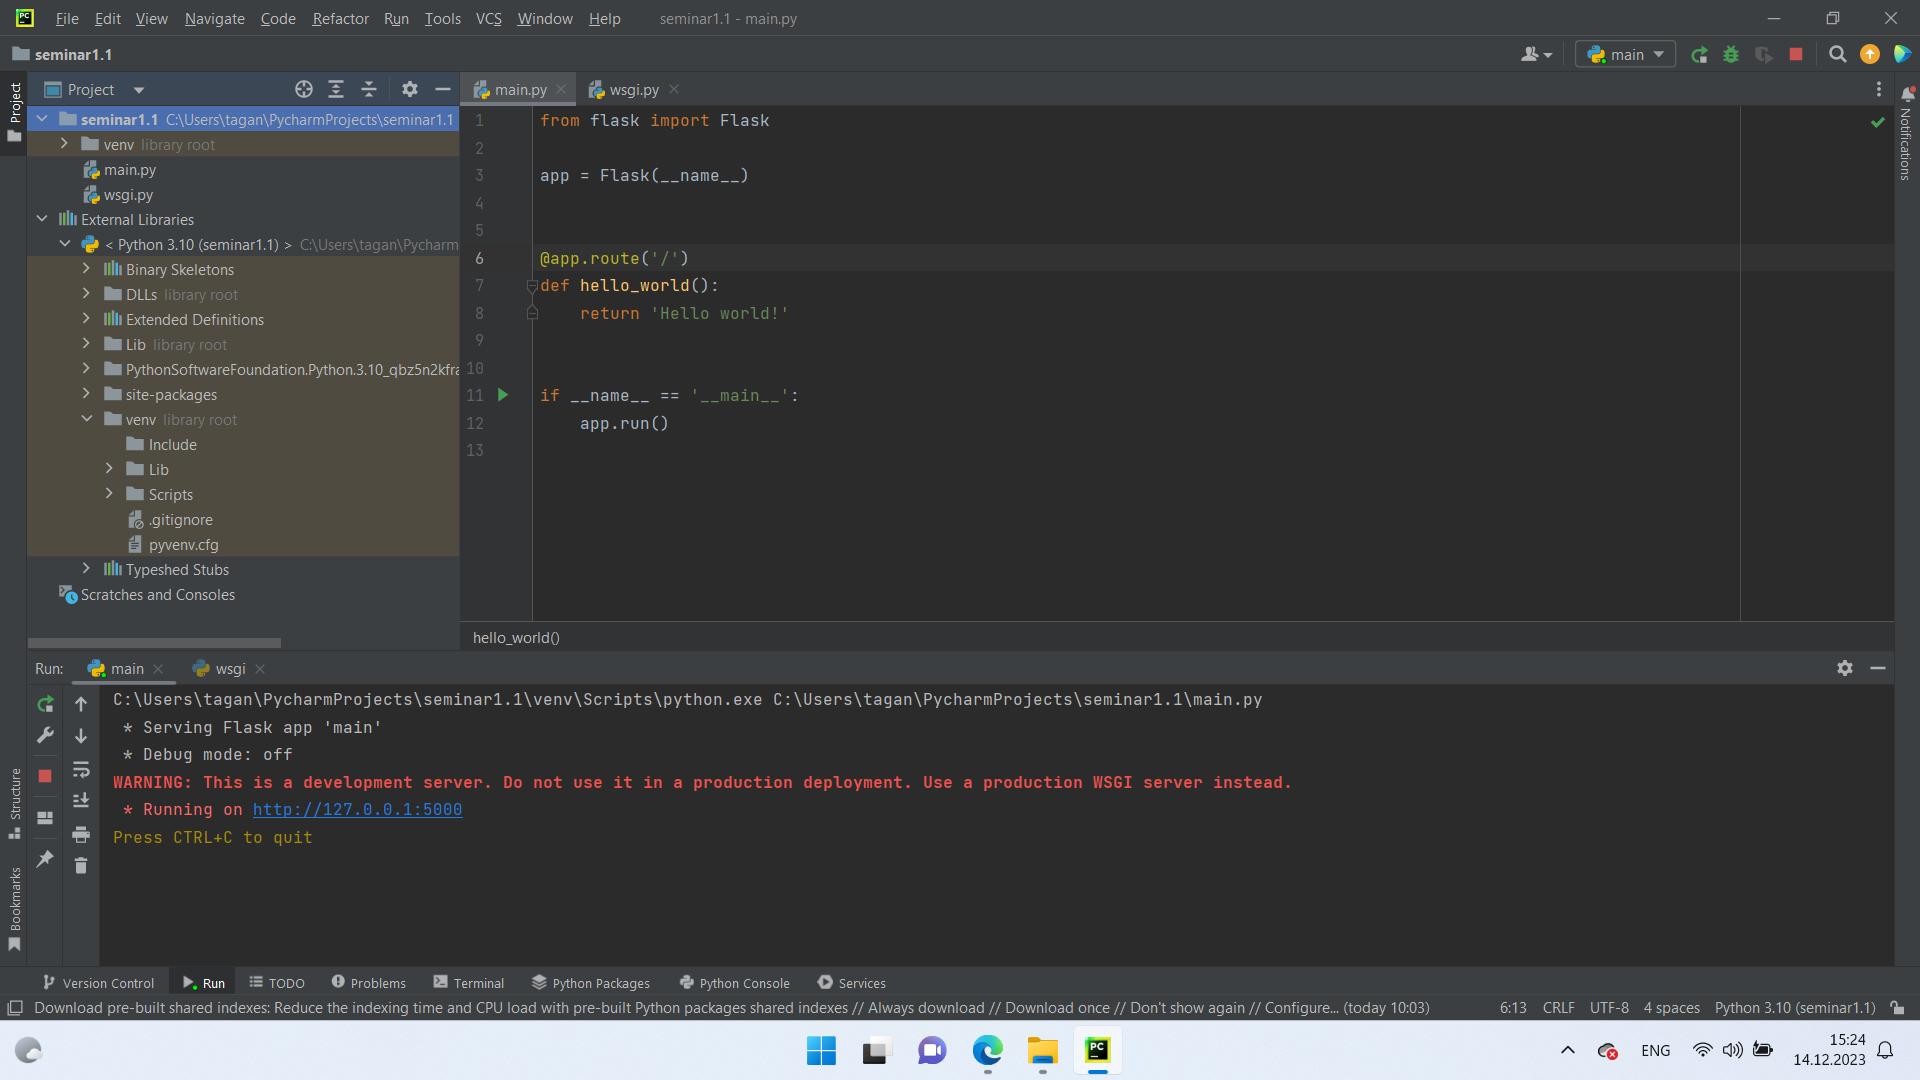 File Edit View Navigate Code Refactor Run Tools VCS Window Help seminar1.1 - main.py
seminar1.1
main
Project
main.py
wsgi.py
Project
Notifications
seminar1.1 C:\Users\tagan\PycharmProjects\seminar1.1
venv library root
main.py
wsgi.py
External Libraries
< Python 3.10 (seminar1.1) > C:\Users\tagan\Pycharm
Binary Skeletons
DLLs library root
Extended Definitions
Lib library root
PythonSoftwareFoundation.Python.3.10_qbz5n2kfra
site-packages
venv library root
Include
Lib
Scripts
.gitignore
pyvenv.cfg
Typeshed Stubs
Scratches and Consoles
1 from flask import Flask
2
3 app = Flask(__name__)
4
5
6 @app.route('/')
7 def hello_world():
8 return 'Hello world!'
9
10
11 if __name__ == '__main__':
12 app.run()
13
hello_world()
Run: main wsgi
C:\Users\tagan\PycharmProjects\seminar1.1\venv\Scripts\python.exe C:\Users\tagan\PycharmProjects\seminar1.1\main.py
* Serving Flask app 'main'
* Debug mode: off
WARNING: This is a development server. Do not use it in a production deployment. Use a production WSGI server instead.
* Running on http://127.0.0.1:5000
Press CTRL+C to quit
Structure
Bookmarks
Version Control Run TODO Problems Terminal Python Packages Python Console Services
Download pre-built shared indexes: Reduce the indexing time and CPU load with pre-built Python packages shared indexes // Always download // Download once // Don't show again // Configure... (today 10:03) 6:13 CRLF UTF-8 4 spaces Python 3.10 (seminar1.1)
PC
ENG
15:24
14.12.2023